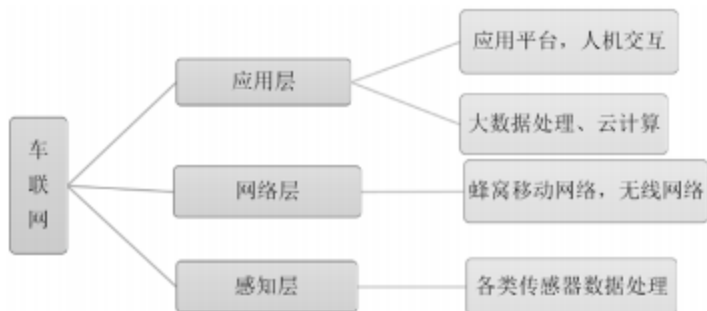 车
联
网
应用层
应用平台，人机交互
大数据处理、云计算
网络层
蜂窝移动网络，无线网络
感知层
各类传感器数据处理